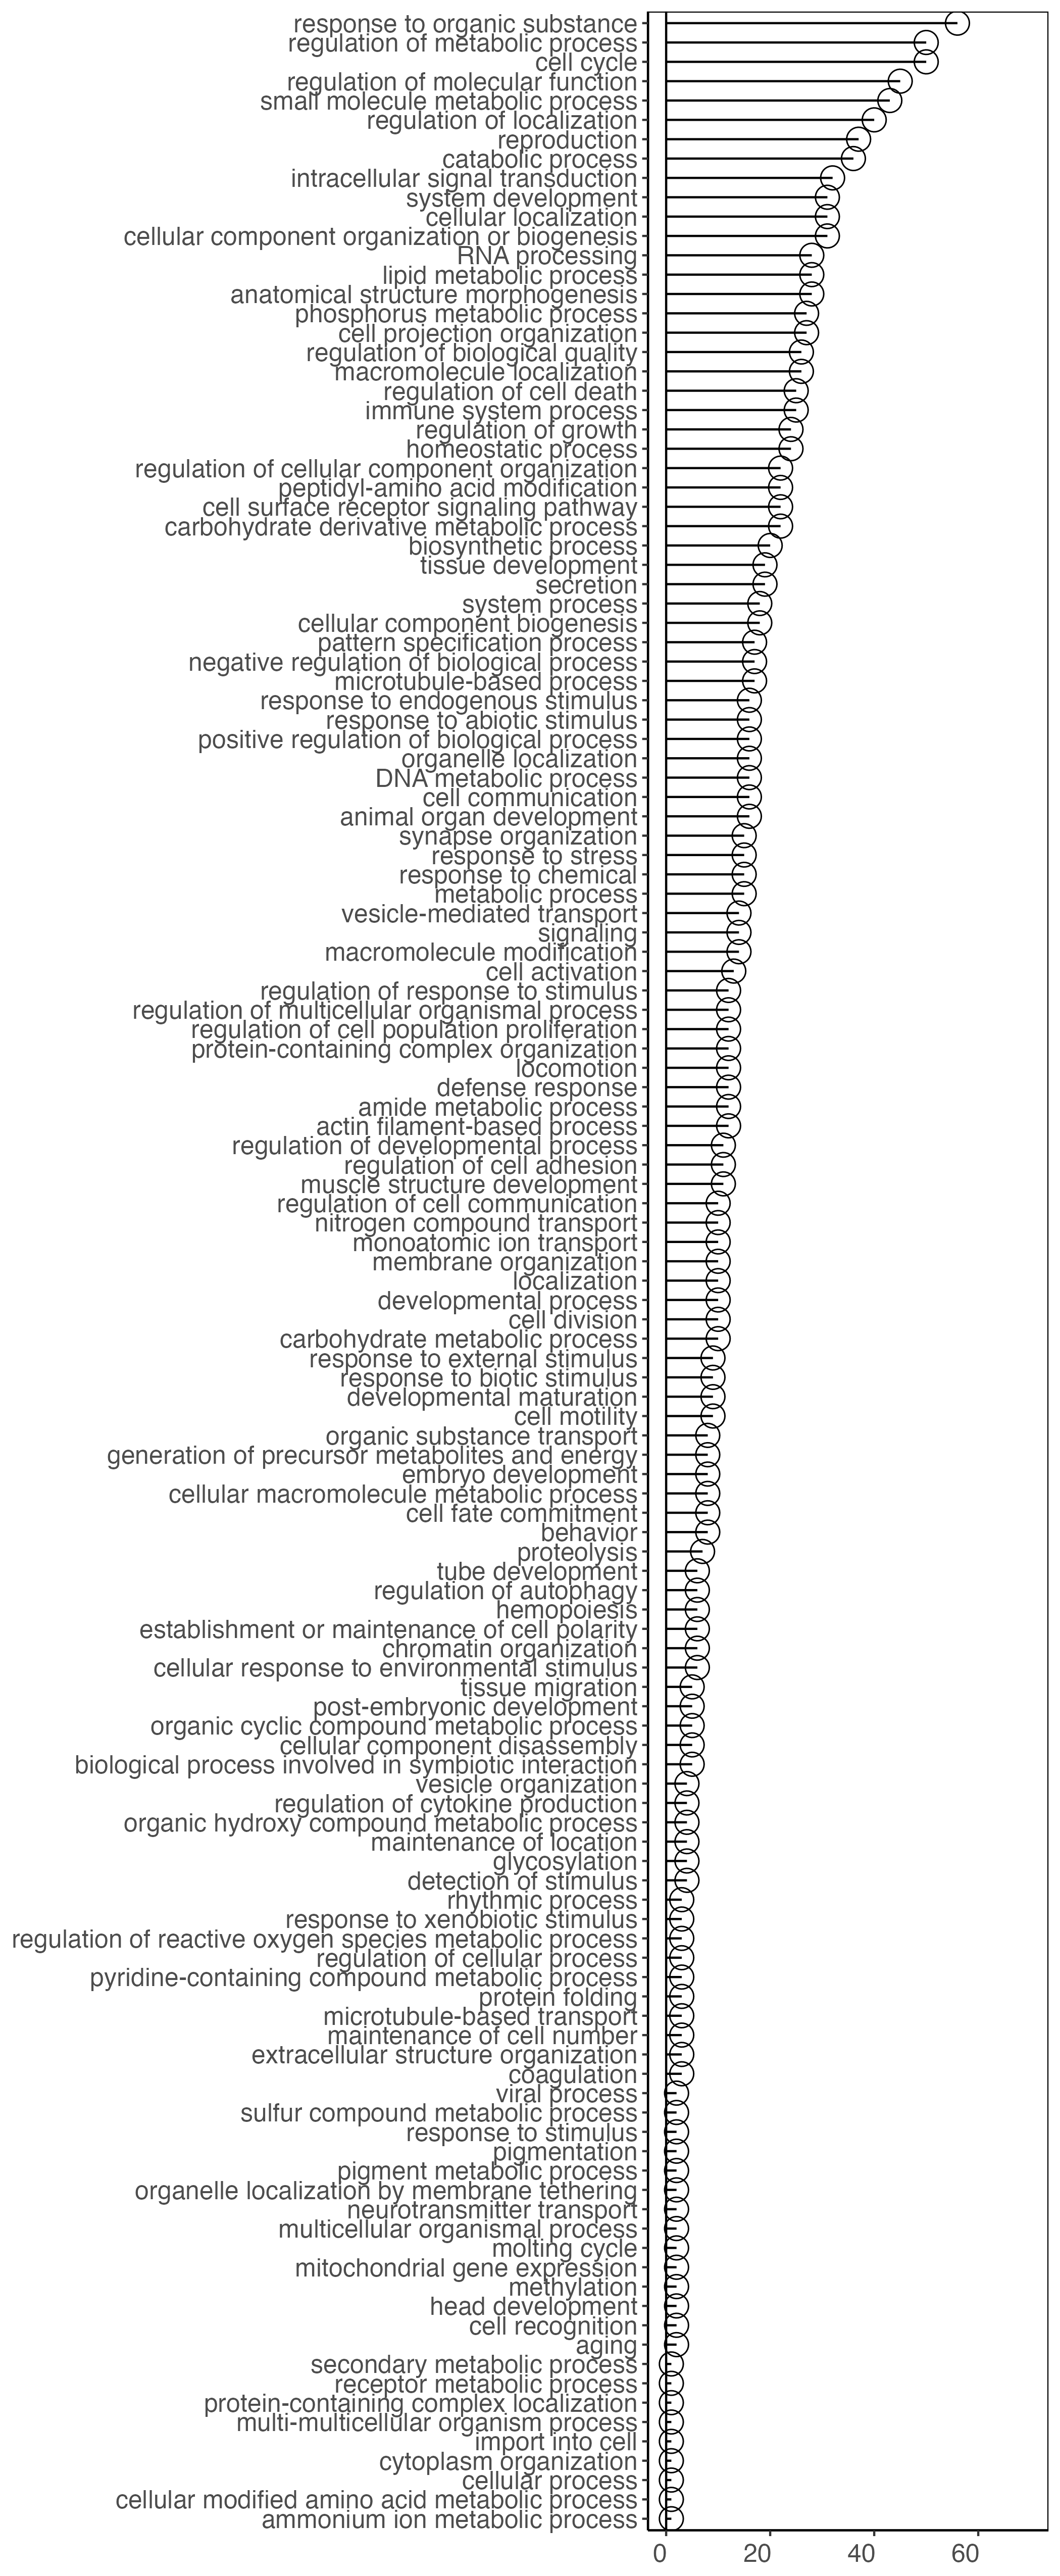 response to organic substance
regulation of metabolic process
cell cycle
regulation of molecular function
small molecule metabolic process
regulation of localization
reproduction
catabolic process
intracellular signal transduction
system development
cellular localization
cellular component organization or biogenesis
RNA processing
lipid metabolic process
anatomical structure morphogenesis
phosphorus metabolic process
cell projection organization
regulation of biological quality
macromolecule localization
regulation of cell death
immune system process
regulation of growth
homeostatic process
regulation of cellular component organization
peptidyl-amino acid modification
cell surface receptor signaling pathway
carbohydrate derivative metabolic process
biosynthetic process
tissue development
secretion
system process
cellular component biogenesis
pattern specification process
negative regulation of biological process
microtubule-based process
response to endogenous stimulus
response to abiotic stimulus
positive regulation of biological process
organelle localization
DNA metabolic process
cell communication
animal organ development
synapse organization
response to stress
response to chemical
metabolic process
vesicle-mediated transport
signaling
macromolecule modification
cell activation
regulation of response to stimulus
regulation of multicellular organismal process
regulation of cell population proliferation
protein-containing complex organization
locomotion
defense response
amide metabolic process
actin filament-based process
regulation of developmental process
regulation of cell adhesion
muscle structure development
regulation of cell communication
nitrogen compound transport
monoatomic ion transport
membrane organization
localization
developmental process
cell division
carbohydrate metabolic process
response to external stimulus
response to biotic stimulus
developmental maturation
cell motility
organic substance transport
generation of precursor metabolites and energy
embryo development
cellular macromolecule metabolic process
cell fate commitment
behavior
proteolysis
tube development
regulation of autophagy
hemopoiesis
establishment or maintenance of cell polarity
chromatin organization
cellular response to environmental stimulus
tissue migration
post-embryonic development
organic cyclic compound metabolic process
cellular component disassembly
biological process involved in symbiotic interaction
vesicle organization
regulation of cytokine production
organic hydroxy compound metabolic process
maintenance of location
glycosylation
detection of stimulus
rhythmic process
response to xenobiotic stimulus
regulation of reactive oxygen species metabolic process
regulation of cellular process
pyridine-containing compound metabolic process
protein folding
microtubule-based transport
maintenance of cell number
extracellular structure organization
coagulation
viral process
sulfur compound metabolic process
response to stimulus
pigmentation
pigment metabolic process
organelle localization by membrane tethering
neurotransmitter transport
multicellular organismal process
molting cycle
mitochondrial gene expression
methylation
head development
cell recognition
aging
secondary metabolic process
receptor metabolic process
protein-containing complex localization
multi-multicellular organism process
import into cell
cytoplasm organization
cellular process
cellular modified amino acid metabolic process
ammonium ion metabolic process
0 20 40 60